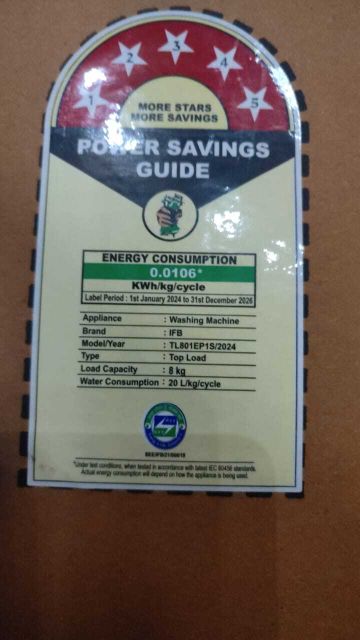 1 2 3 4 5
MORE STARS
MORE SAVINGS
POWER SAVINGS
GUIDE
ENERGY CONSUMPTION
0.0106*
KWh/kg/cycle
Label Period : 1st January 2024 to 31st December 2026
Appliance : Washing Machine
Brand : IFB
Model/Year : TL801EP1S/2024
Type : Top Load
Load Capacity : 8 kg
Water Consumption : 20 L/kg/cycle
*Under test conditions, when tested in accordance with latest IEC 60456 standards.
Actual energy consumption will depend on how the appliance is being used.